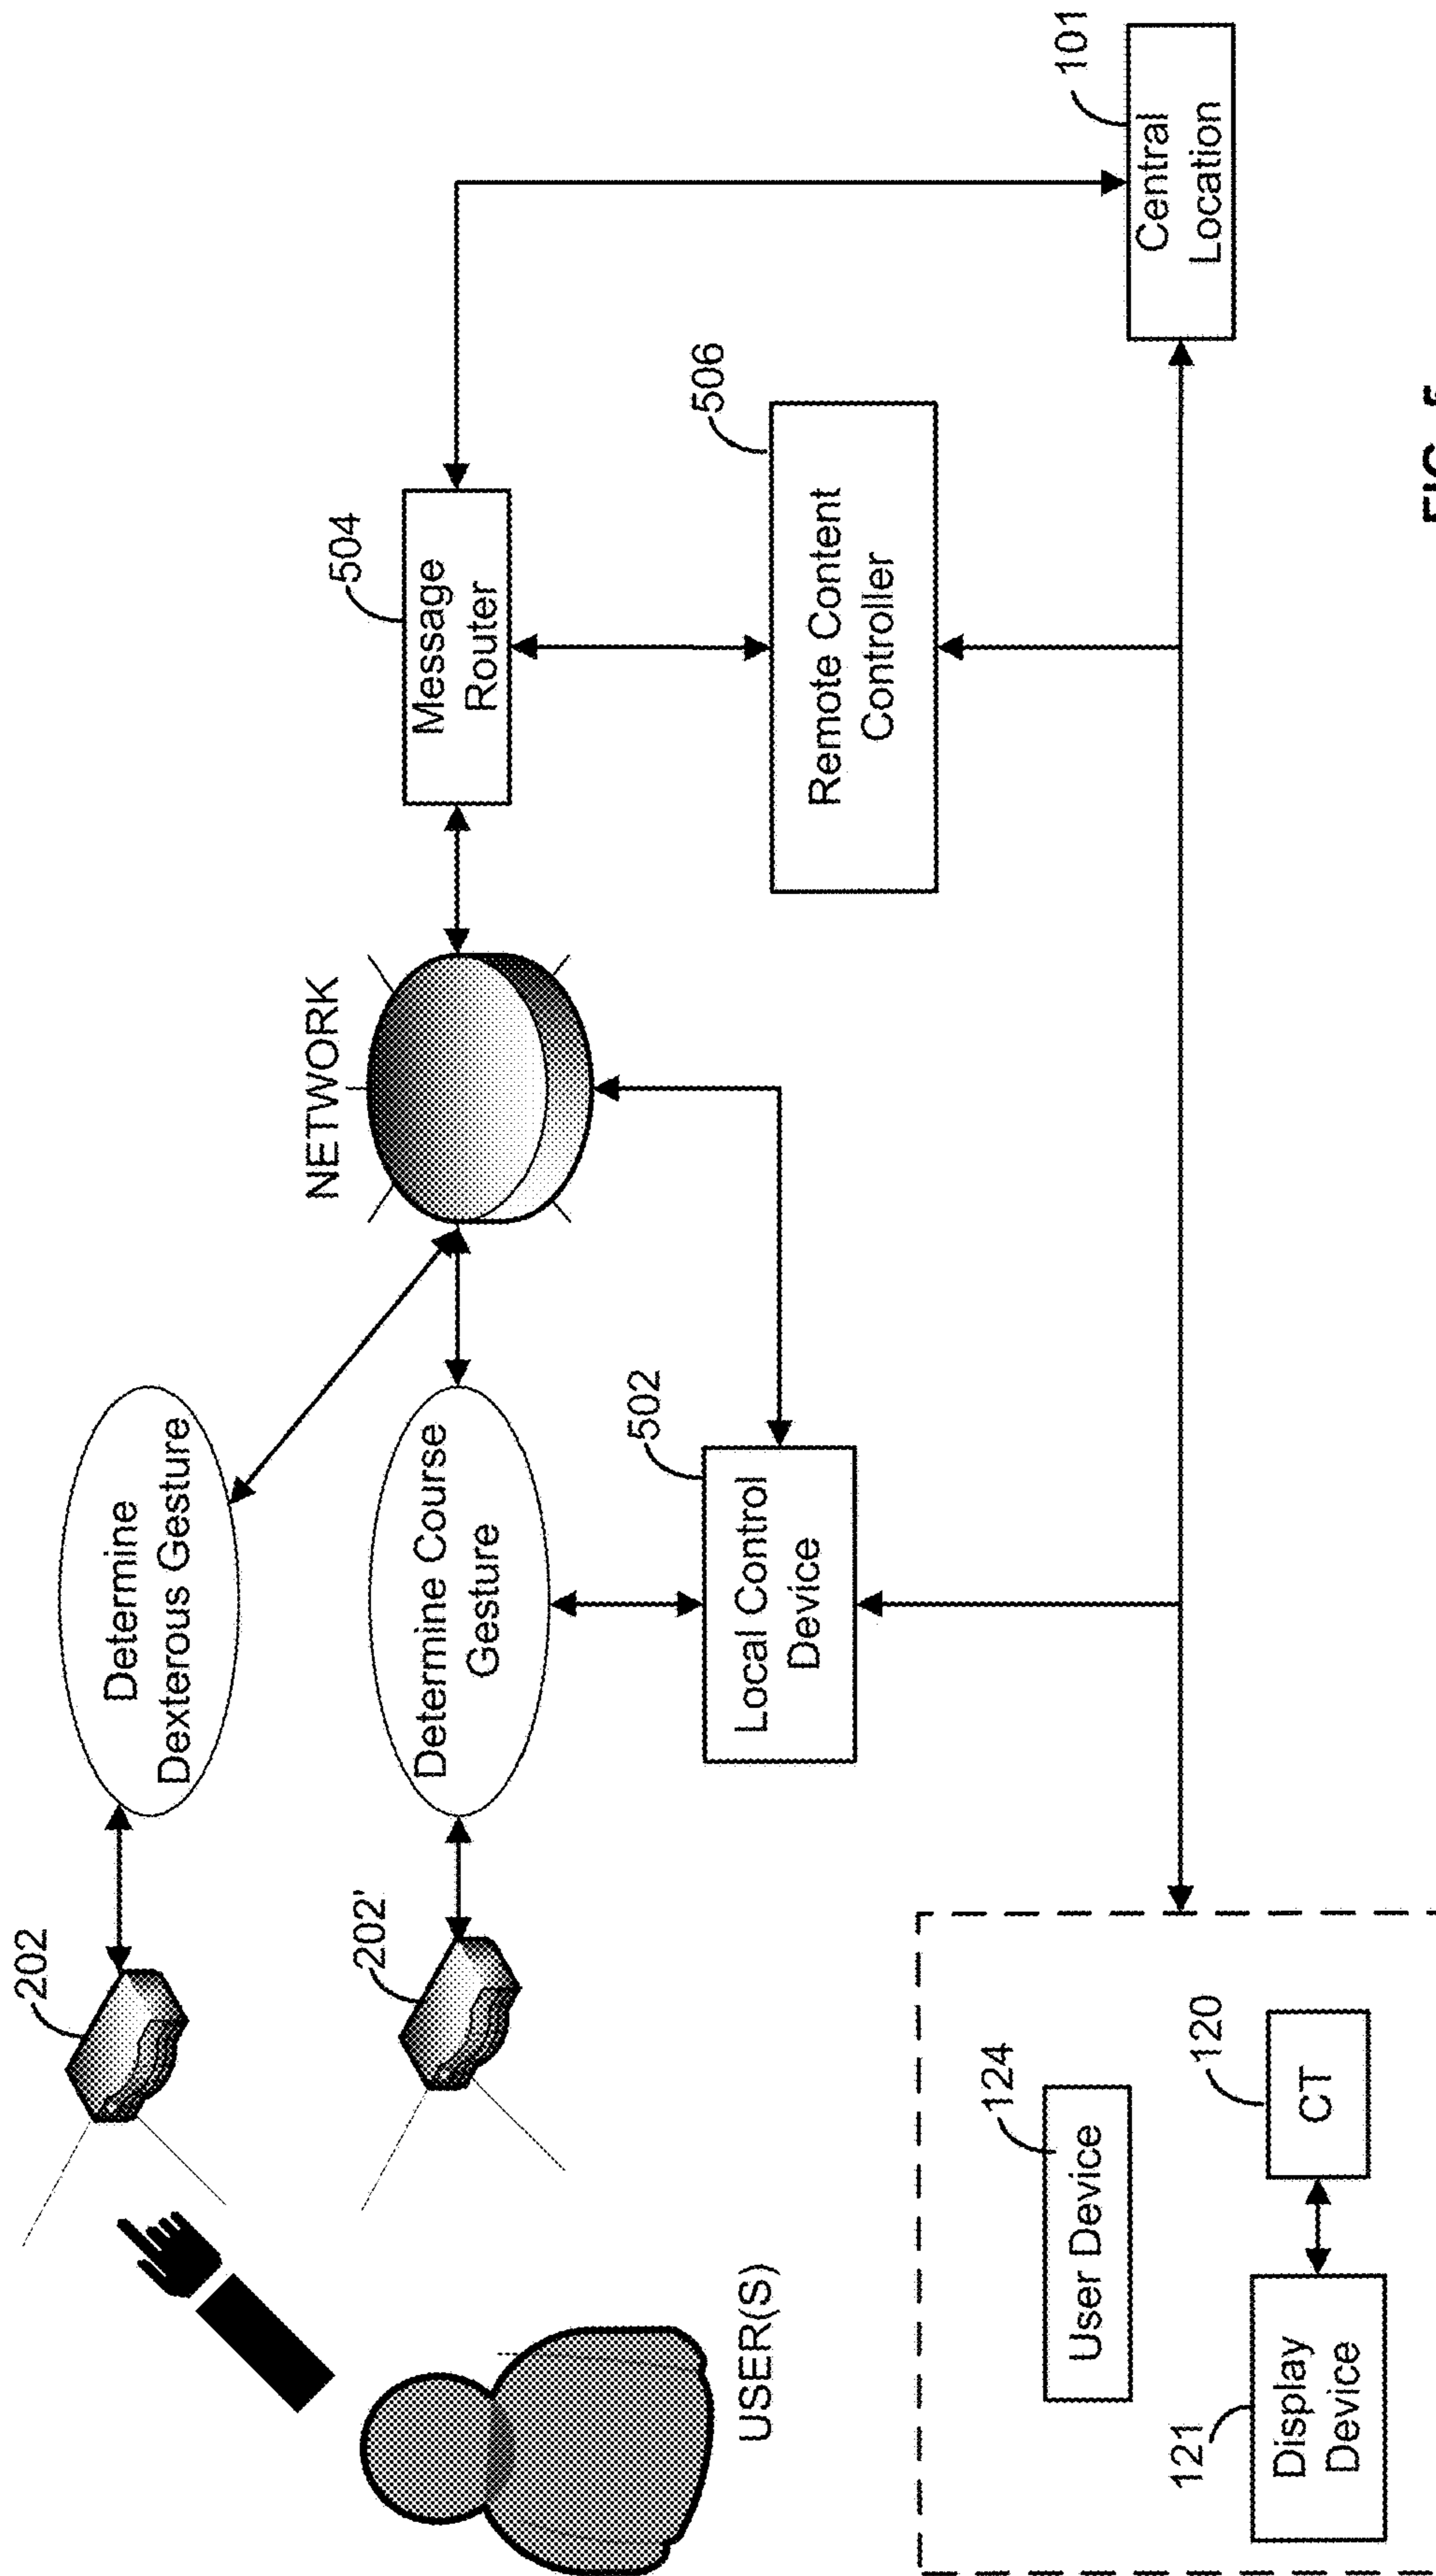 202
Determine
Dexterous Gesture
NETWORK
504
Message
Router
202'
Determine Course
Gesture
506
Remote Content
Controller
101
Central
Location
502
Local Control
Device
USER(S)
124
User Device
120
CT
121
Display
Device